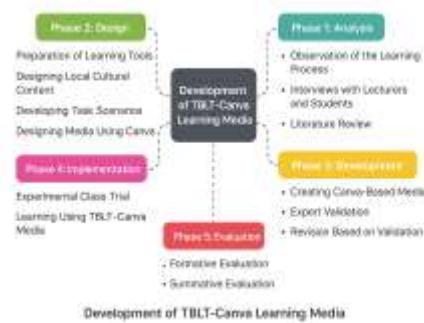 Phase 2: Design
Preparation of Learning Tools
Designing Local Cultural
Content
Developing Task Scenarios
Designing Media Using Canva
Phase 1: Analysis
Observation of the Learning
Process
Interviews with Lecturers
and Students
Literature Review
Development
of TBLT-Canva
Learning Media
Phase 4: Implementation
Experimental Class Trial
Learning Using TBLT-Canva
Media
Phase 3: Development
Creating Canva-Based Media
Expert Validation
Revision Based on Validation
Phase 5: Evaluation
Formative Evaluation
Summative Evaluation
Development of TBLT-Canva Learning Media